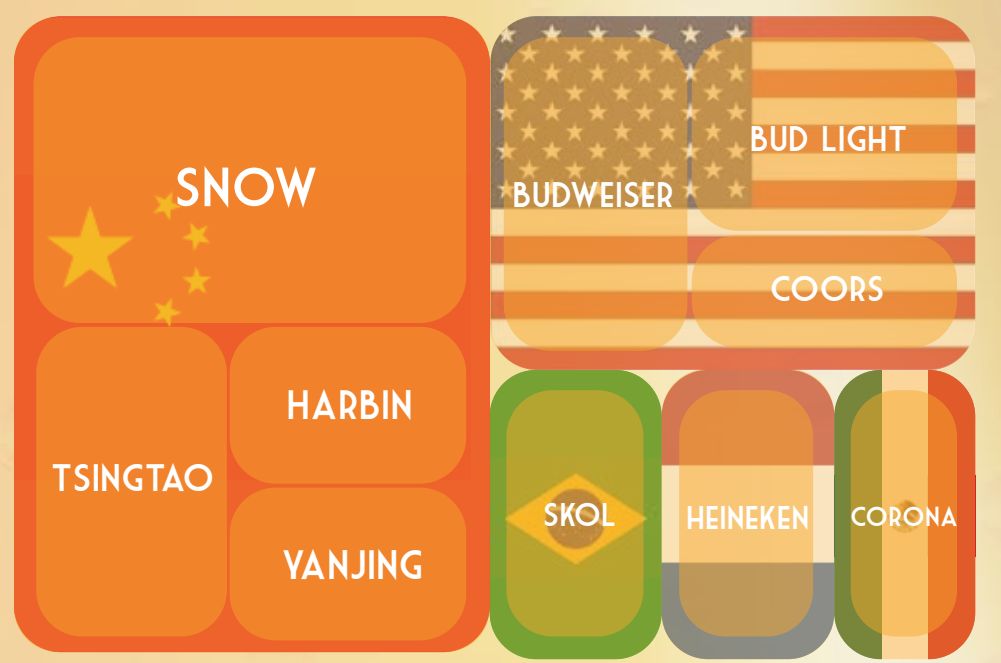 SNOW
TSINGTAO
HARBIN
YANJING
BUDWEISER
BUD LIGHT
COORS
SKOL
HEINEKEN
CORONA